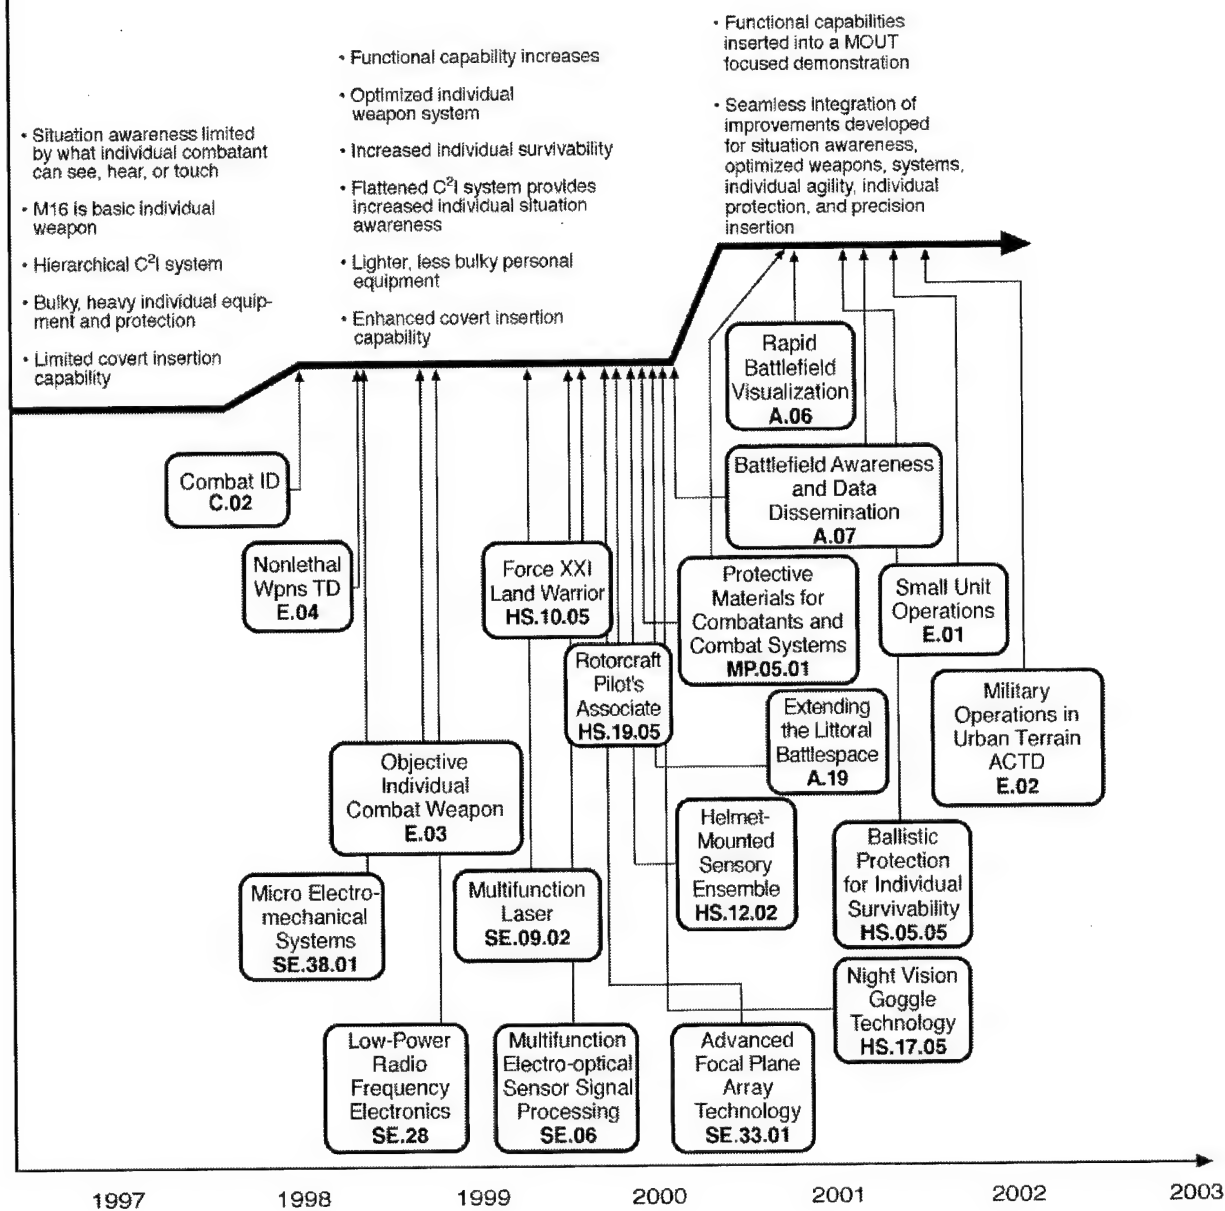 • Situation awareness limited
by what individual combatant
can see, hear, or touch
• M16 is basic individual
weapon
• Hierarchical C²I system
• Bulky, heavy individual equip-
ment and protection
• Limited covert insertion
capability
• Functional capability increases
• Optimized individual
weapon system
• Increased individual survivability
• Flattened C²I system provides
increased individual situation
awareness
• Lighter, less bulky personal
equipment
• Enhanced covert insertion
capability
• Functional capabilities
inserted into a MOUT
focused demonstration
• Seamless integration of
improvements developed
for situation awareness,
optimized weapons, systems,
individual agility, individual
protection, and precision
insertion
Rapid
Battlefield
Visualization
A.06
Combat ID
C.02
Battlefield Awareness
and Data
Dissemination
A.07
Nonlethal
Wpns TD
E.04
Force XXI
Land Warrior
HS.10.05
Protective
Materials for
Combatants and
Combat Systems
MP.05.01
Small Unit
Operations
E.01
Rotorcraft
Pilot's
Associate
HS.19.05
Military
Operations in
Urban Terrain
ACTD
E.02
Extending
the Littoral
Battlespace
A.19
Objective
Individual
Combat Weapon
E.03
Helmet-
Mounted
Sensory
Ensemble
HS.12.02
Ballistic
Protection
for Individual
Survivability
HS.05.05
Micro Electro-
mechanical
Systems
SE.38.01
Multifunction
Laser
SE.09.02
Night Vision
Goggle
Technology
HS.17.05
Low-Power
Radio
Frequency
Electronics
SE.28
Multifunction
Electro-optical
Sensor Signal
Processing
SE.06
Advanced
Focal Plane
Array
Technology
SE.33.01
1997 1998 1999 2000 2001 2002 2003